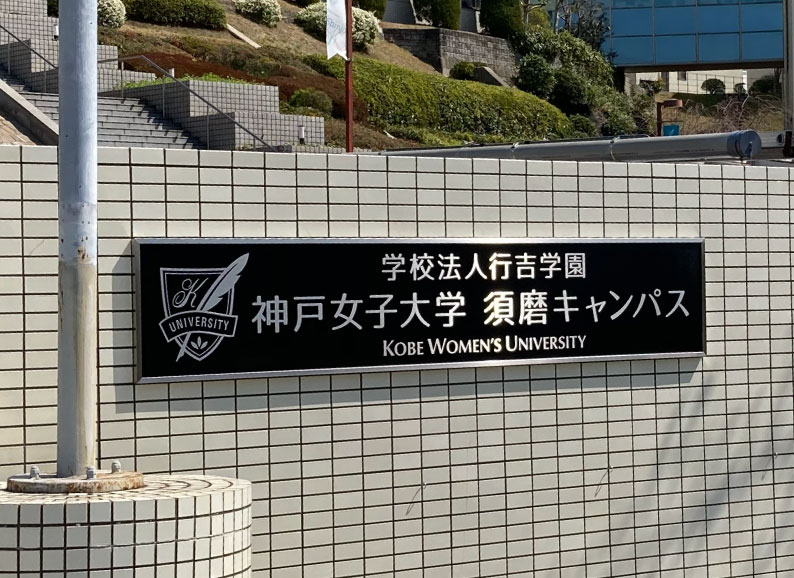 学校法人行吉学園
神戸女子大学 須磨キャンパス
KOBE WOMEN'S UNIVERSITY
K
UNIVERSITY